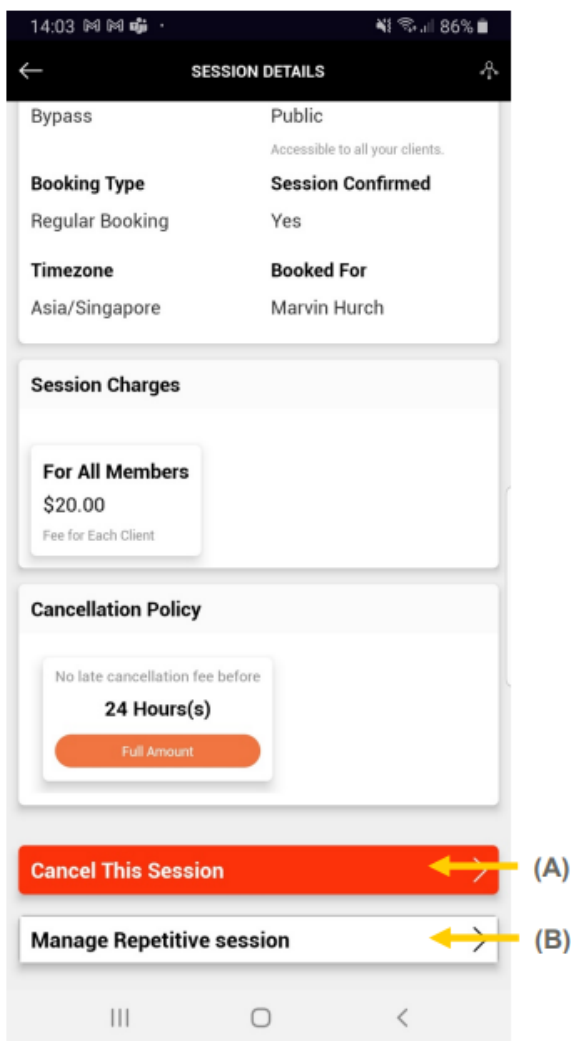 14:03 86%
SESSION DETAILS
Bypass Public
Accessible to all your clients.
Booking Type Session Confirmed
Regular Booking Yes
Timezone Booked For
Asia/Singapore Marvin Hurch
Session Charges
For All Members
$20.00
Fee for Each Client
Cancellation Policy
No late cancellation fee before
24 Hours(s)
Full Amount
Cancel This Session (A)
Manage Repetitive session (B)